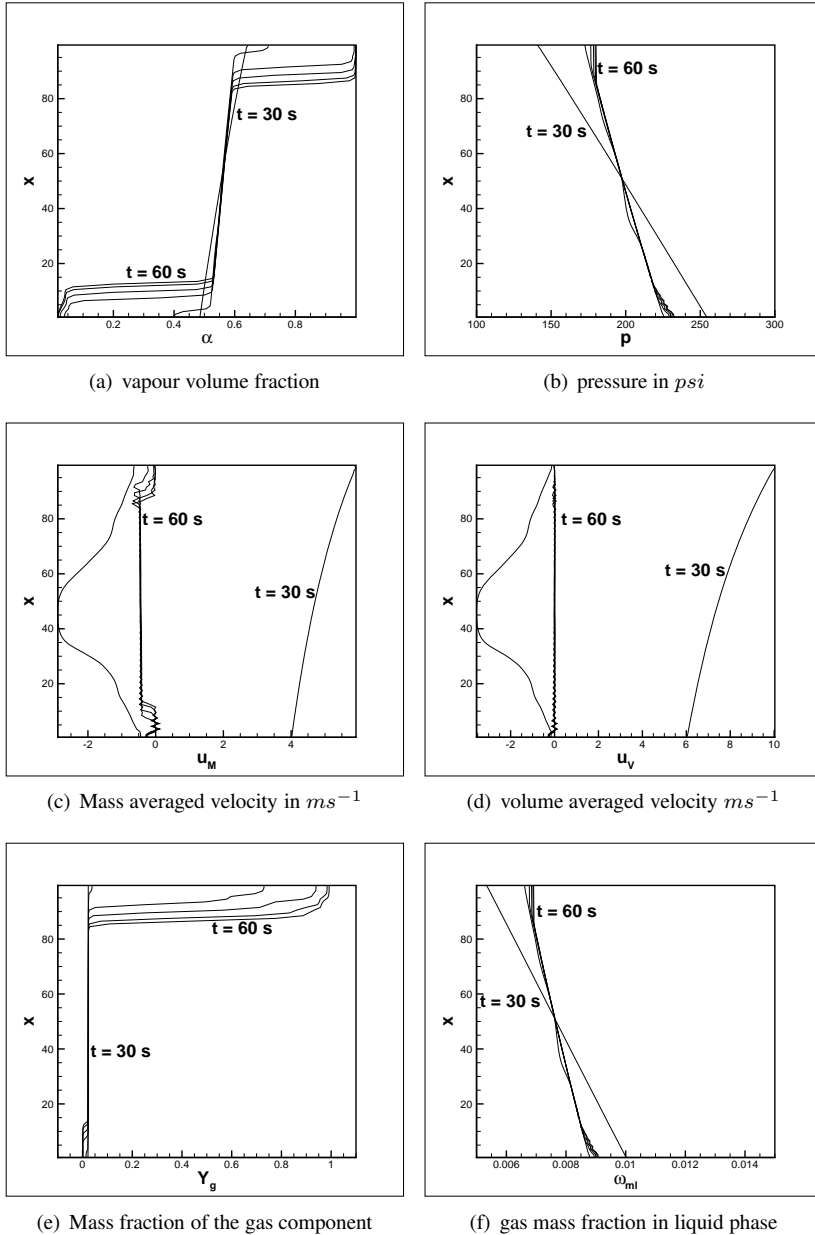 x
80
60
40
20
0.2
0.4
0.6
0.8
α
t = 30 s
t = 60 s
(a) vapour volume fraction
x
80
60
40
20
100
150
200
250
300
p
t = 60 s
t = 30 s
(b) pressure in psi
x
80
60
40
20
-2
0
2
4
u_M
t = 60 s
t = 30 s
(c) Mass averaged velocity in ms⁻¹
x
80
60
40
20
-2
0
2
4
6
8
10
u_V
t = 60 s
t = 30 s
(d) volume averaged velocity ms⁻¹
x
80
60
40
20
0
0.2
0.4
0.6
0.8
1
Y_g
t = 60 s
t = 30 s
(e) Mass fraction of the gas component
x
80
60
40
20
0.006
0.008
0.01
0.012
0.014
ω_ml
t = 60 s
t = 30 s
(f) gas mass fraction in liquid phase